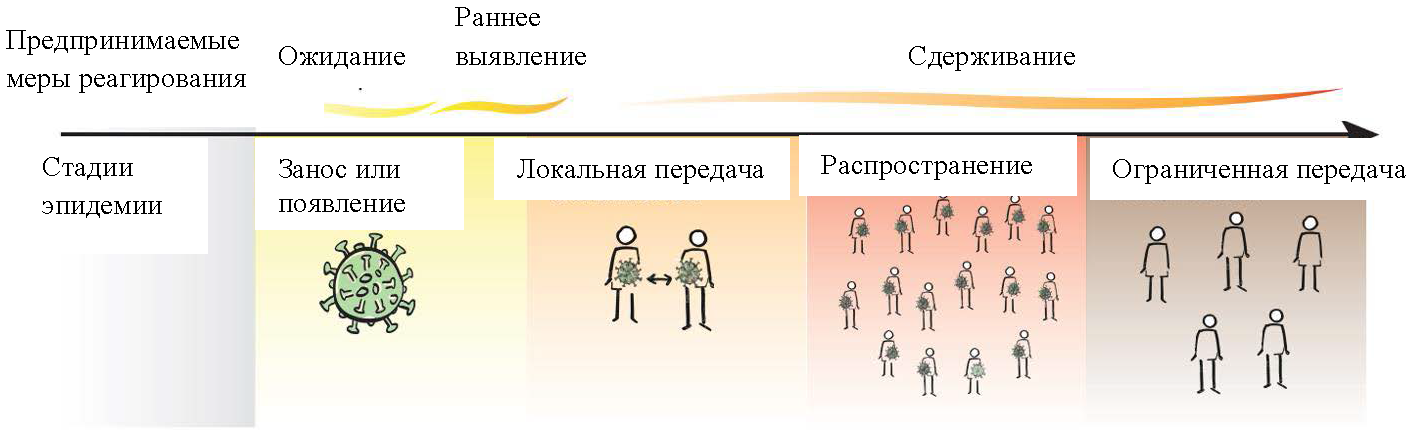 Предпринимаемые
меры реагирования
Ожидание
Раннее
выявление
Сдерживание
Стадии
эпидемии
Занос или
появление
Локальная передача
Распространение
Ограниченная передача